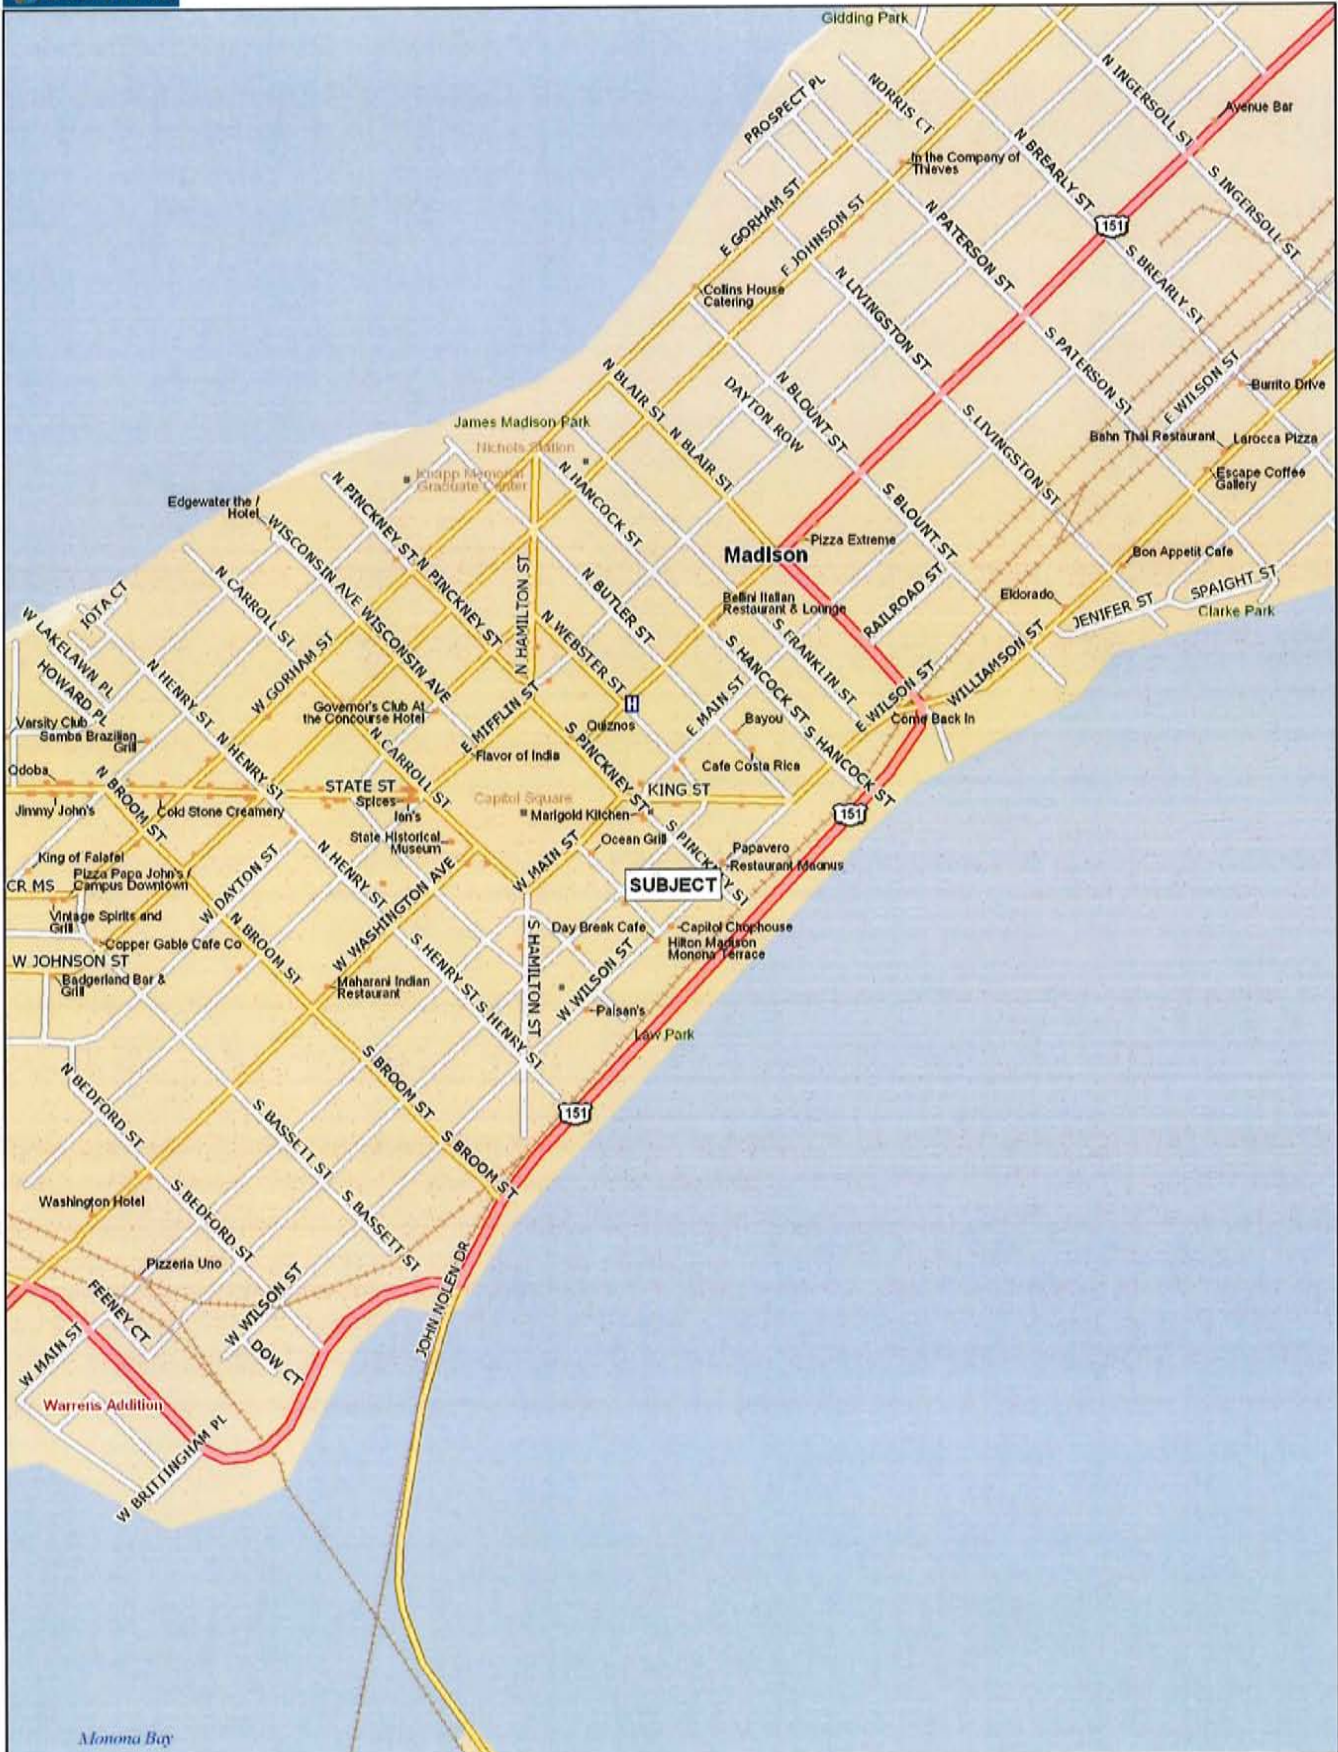 Gidding Park
PROSPECT PL
NORRIS CT
N INGERSOLL ST
Avenue Bar
In the Company of
Thieves
N BREARLY ST
S INGERSOLL ST
E GORHAM ST
E JOHNSON ST
N PATERSON ST
151
S BREARLY ST
Collins House
Catering
N LIVINGSTON ST
S PATERSON ST
N BLAIR ST
DAYTON ROW
N BLOUNT ST
E WILSON ST
Burrito Drive
James Madison Park
Nichols Station
N BLAIR ST
S LIVINGSTON ST
Bahn Thai Restaurant
Larocca Pizza
Knapp Memorial
Graduate Center
N HANCOCK ST
Escape Coffee
Gallery
Edgewater the /
Hotel
N PINCKNEY ST
S BLOUNT ST
WISCONSIN AVE
N PINCKNEY ST
Pizza Extreme
Madison
Bon Appetit Cafe
N HAMILTON ST
N BUTLER ST
Bellini Italian
Restaurant & Lounge
RAILROAD ST
Eldorado
JENIFER ST
SPAIGHT ST
Clarke Park
IOTA CT
N CARROLL ST
WISCONSIN AVE
N WEBSTER ST
S FRANKLIN ST
W LAKELAWN PL
HOWARD PL
N HENRY ST
W GORHAM ST
S HANCOCK ST
WILLIAMSON ST
E WILSON ST
Governor's Club At
the Concourse Hotel
E MIFFLIN ST
H
Quiznos
E MAIN ST
Bayou
Come Back In
Varsity Club
Samba Brazilian
Grill
N CARROLL ST
Flavor of India
S PINCKNEY ST
S HANCOCK ST
Cafe Costa Rica
Qdoba
N BROOM ST
N HENRY ST
STATE ST
Spices
Capitol Square
KING ST
Jimmy John's
Cold Stone Creamery
Ian's
Marigold Kitchen
151
State Historical
Museum
Ocean Grill
S PINCKNEY ST
Papavero
Restaurant Magnus
King of Falafel
Pizza Papa John's /
Campus Downtown
CR MS
W DAYTON ST
N HENRY ST
W WASHINGTON AVE
W MAIN ST
SUBJECT
Vintage Spirits and
Grill
N BROOM ST
S HAMILTON ST
Day Break Cafe
Capitol Chophouse
Hilton Madison
Monona Terrace
Copper Gable Cafe Co
W JOHNSON ST
S HENRY ST
W WILSON ST
Badgerland Bar &
Grill
Maharani Indian
Restaurant
S HENRY ST
Paisan's
Law Park
N BEDFORD ST
S BROOM ST
151
S BASSETT ST
S BROOM ST
Washington Hotel
S BEDFORD ST
S BASSETT ST
Pizzeria Uno
FEENEY CT
W WILSON ST
JOHN NOLEN DR
W MAIN ST
DOW CT
Warrens Addition
W BRITTINGHAM PL
Monona Bay